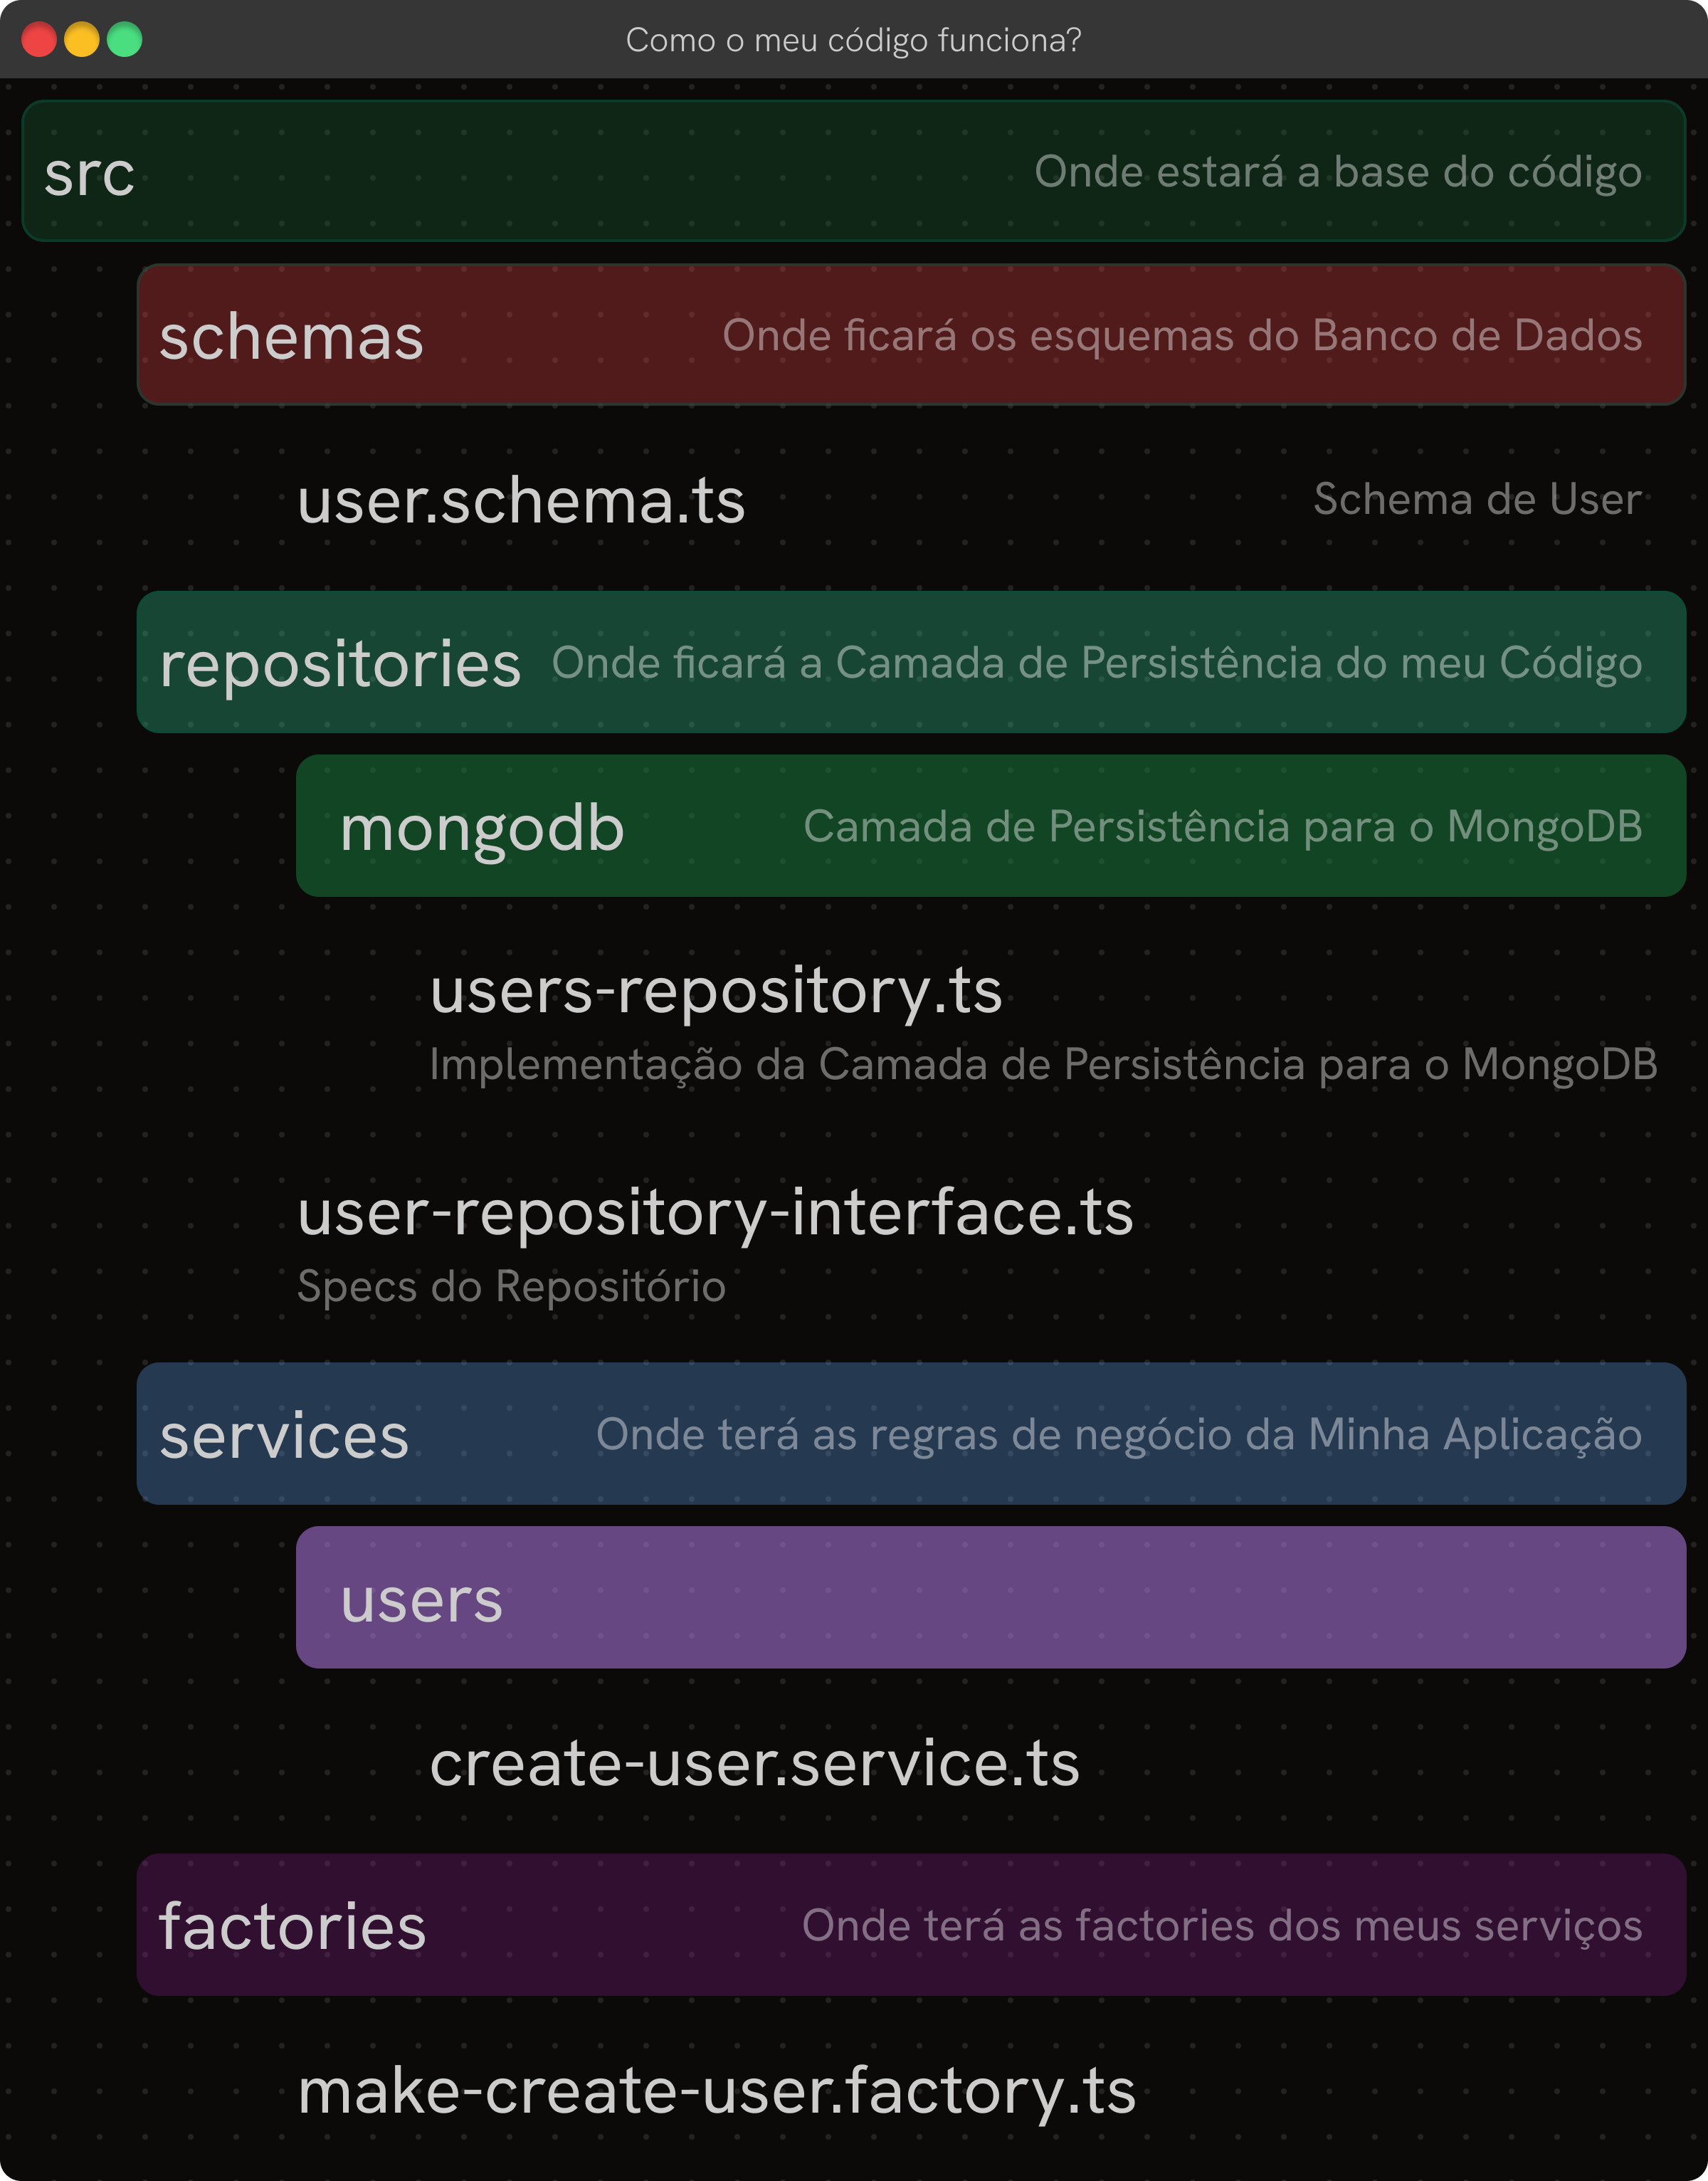 Como o meu código funciona?
src Onde estará a base do código
schemas Onde ficará os esquemas do Banco de Dados
user.schema.ts Schema de User
repositories Onde ficará a Camada de Persistência do meu Código
mongodb Camada de Persistência para o MongoDB
users-repository.ts
Implementação da Camada de Persistência para o MongoDB
user-repository-interface.ts
Specs do Repositório
services Onde terá as regras de negócio da Minha Aplicação
users
create-user.service.ts
factories Onde terá as factories dos meus serviços
make-create-user.factory.ts